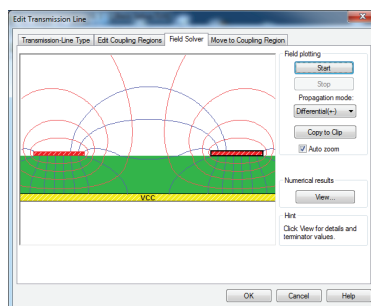 Edit Transmission Line
Transmission-Line Type
Edit Coupling Regions
Field Solver
Move to Coupling Region
Field plotting
Start
Stop
Propagation mode:
Differential(+-)
Copy to Clip
Auto zoom
Numerical results
View...
Hint
Click View for details and
terminator values.
VCC
OK
Cancel
Help